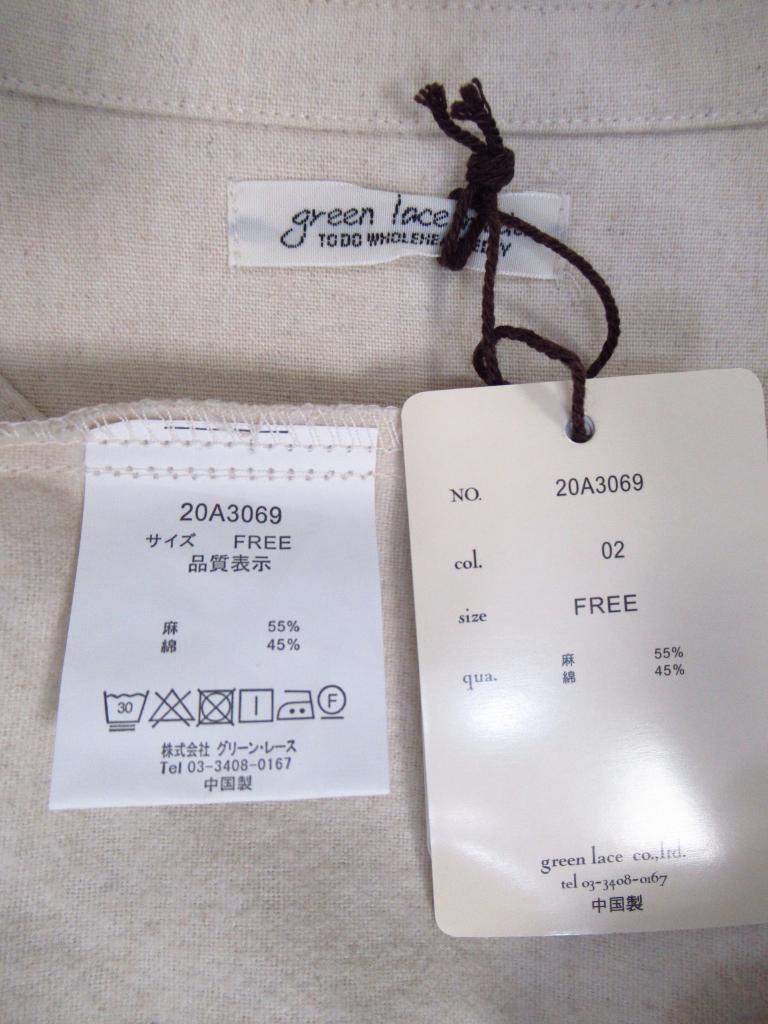 green lace
TO DO
20A3069
サイズ FREE
品質表示
麻 55%
綿 45%
30
F
株式会社 グリーン・レース
Tel 03-3408-0167
中国製
NO. 20A3069
col. 02
size FREE
qua. 麻 55%
綿 45%
green lace co.,ltd.
tel 03-3408-0167
中国製